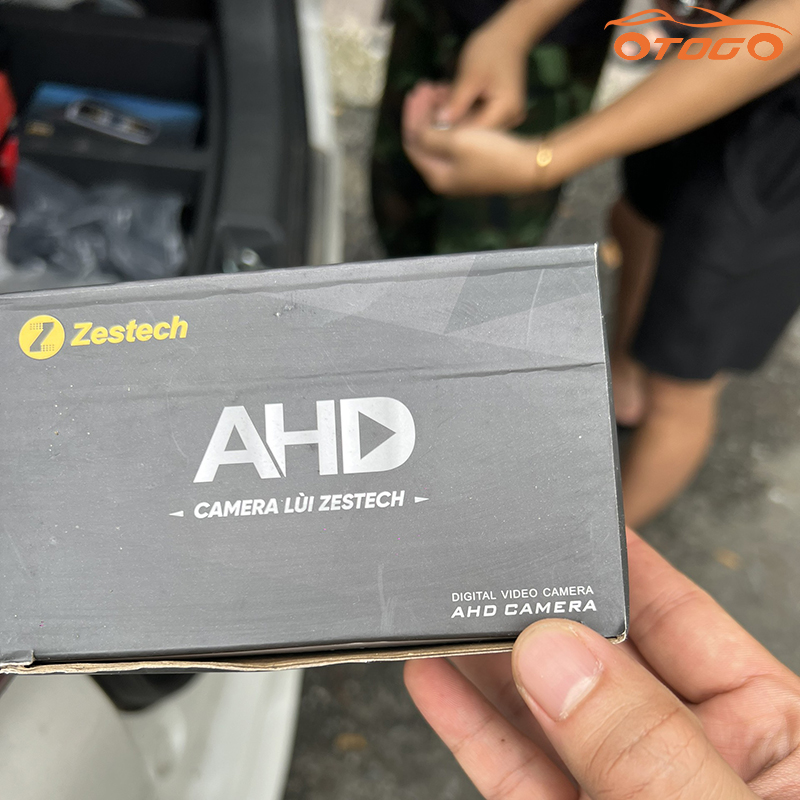 OTOGO
Zestech
AHD
CAMERA LÙI ZESTECH
DIGITAL VIDEO CAMERA
AHD CAMERA